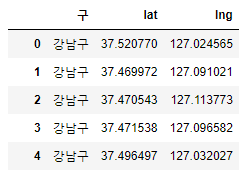 구 lat lng
0 강남구 37.520770 127.024565
1 강남구 37.469972 127.091021
2 강남구 37.470543 127.113773
3 강남구 37.471538 127.096582
4 강남구 37.496497 127.032027